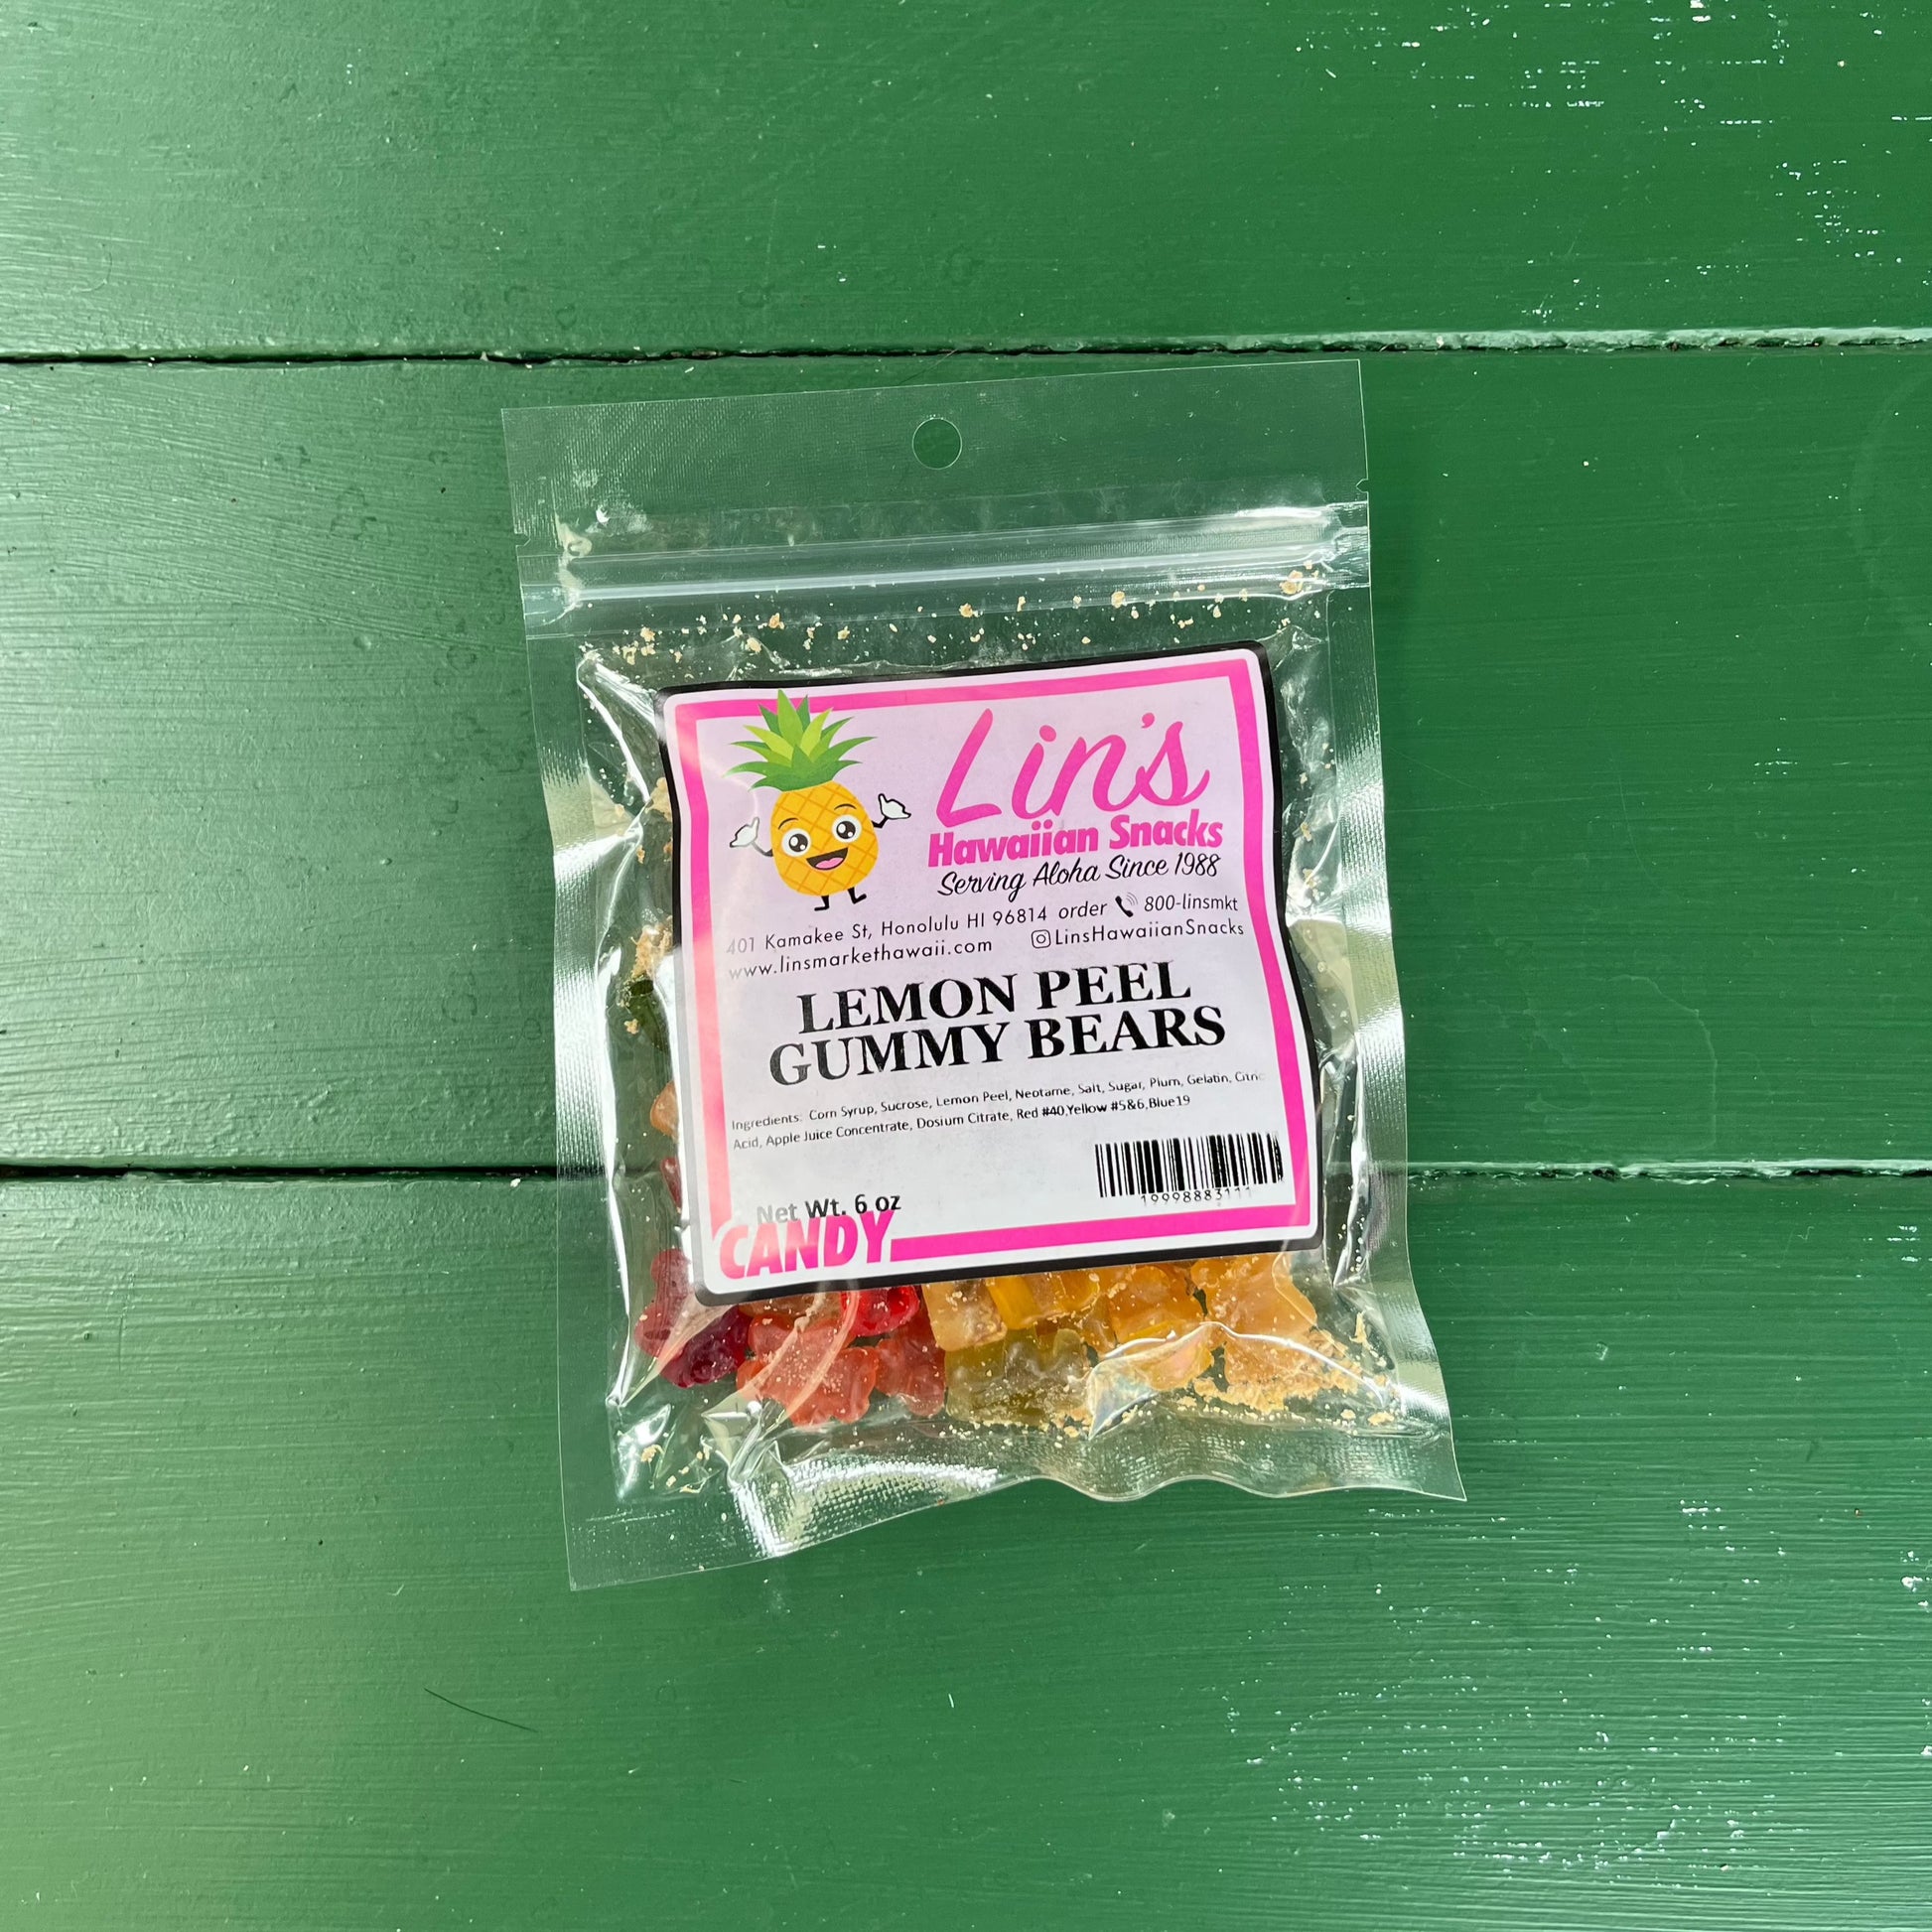 Lin's
Hawaiian Snacks
Serving Aloha Since 1988
401 Kamakee St, Honolulu HI 96814 order 800-linsmkt
www.linsmarkethawaii.com LinsHawaiianSnacks
LEMON PEEL
GUMMY BEARS
Ingredients: Corn Syrup, Sucrose, Lemon Peel, Neotame, Salt, Sugar, Plum, Gelatin, Citric
Acid, Apple Juice Concentrate, Dosium Citrate, Red #40,Yellow #5&6,Blue19
19998883111
Net Wt. 6 oz
CANDY